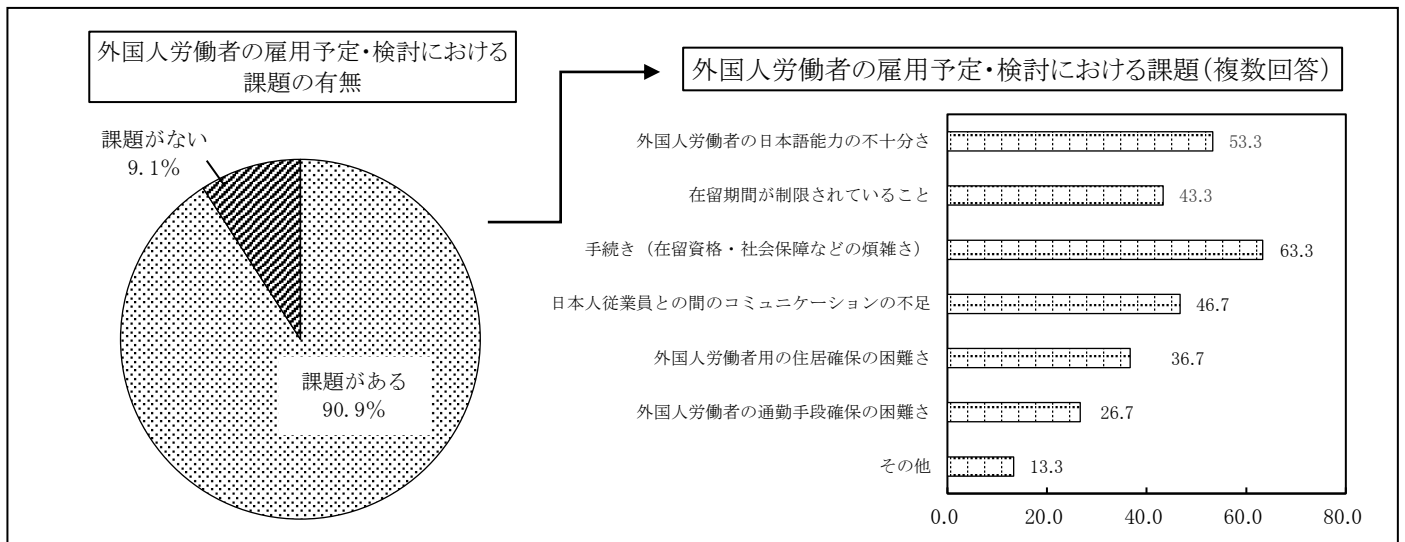 外国人労働者の雇用予定・検討における
課題の有無
課題がない
9.1%
課題がある
90.9%
外国人労働者の雇用予定・検討における課題(複数回答)
外国人労働者の日本語能力の不十分さ
53.3
在留期間が制限されていること
43.3
手続き(在留資格・社会保障などの煩雑さ)
63.3
日本人従業員との間のコミュニケーションの不足
46.7
外国人労働者用の住居確保の困難さ
36.7
外国人労働者の通勤手段確保の困難さ
26.7
その他
13.3
0.0 20.0 40.0 60.0 80.0